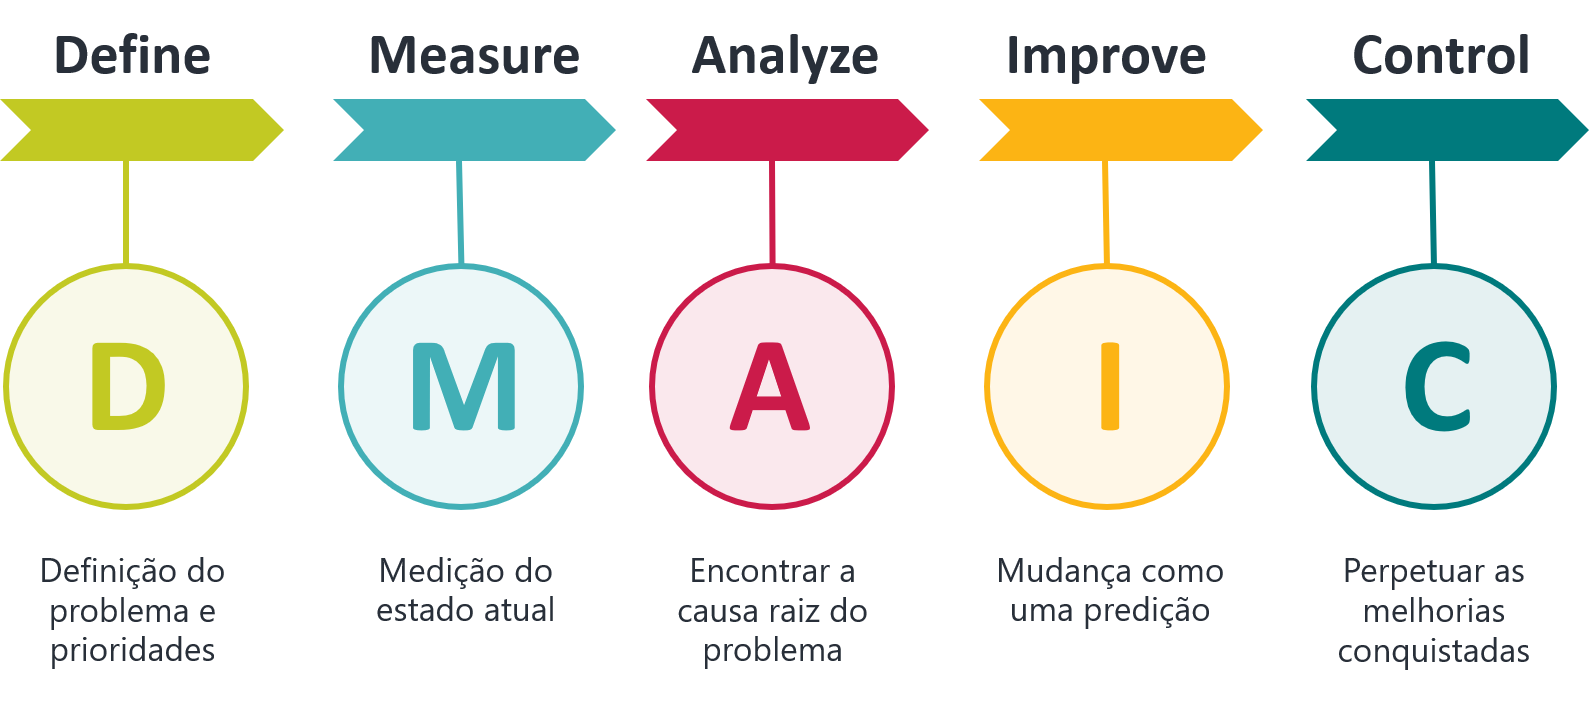 Define
Measure
Analyze
Improve
Control
D
M
A
I
C
Definição do
problema e
prioridades
Medição do
estado atual
Encontrar a
causa raiz do
problema
Mudança como
uma predição
Perpetuar as
melhorias
conquistadas